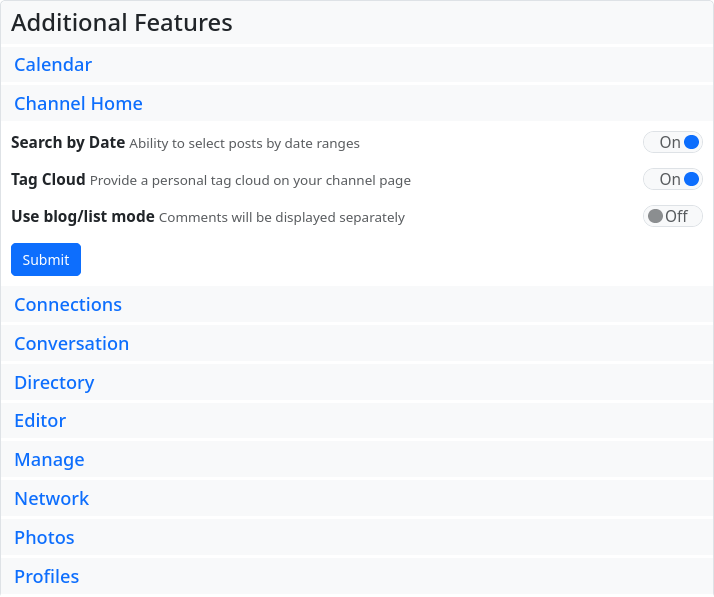 Additional Features
Calendar
Channel Home
Search by Date Ability to select posts by date ranges On
Tag Cloud Provide a personal tag cloud on your channel page On
Use blog/list mode Comments will be displayed separately Off
Submit
Connections
Conversation
Directory
Editor
Manage
Network
Photos
Profiles